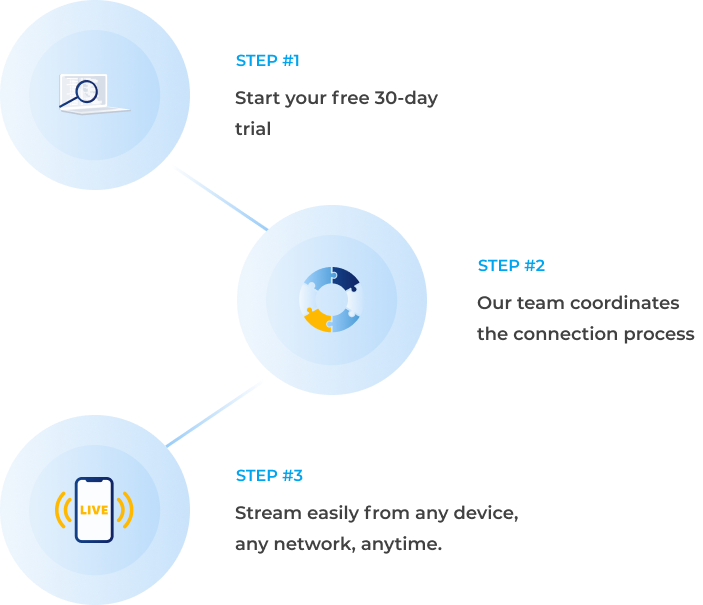 STEP #1
Start your free 30-day
trial
STEP #2
Our team coordinates
the connection process
STEP #3
Stream easily from any device,
any network, anytime.
LIVE